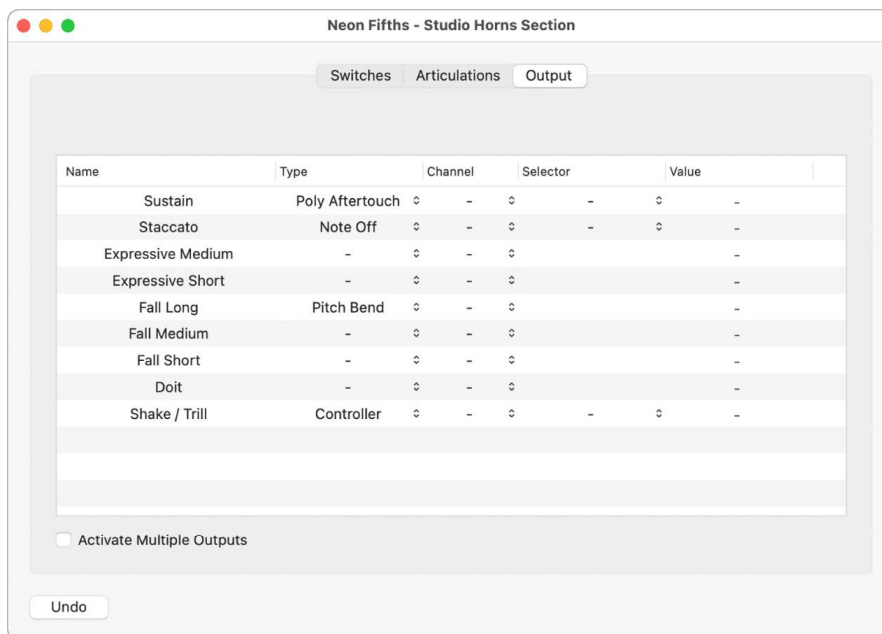 Neon Fifths - Studio Horns Section
Switches Articulations Output
Name Type Channel Selector Value
Sustain Poly Aftertouch - - -
Staccato Note Off - - -
Expressive Medium - - -
Expressive Short - - -
Fall Long Pitch Bend - -
Fall Medium - - -
Fall Short - - -
Doit - - -
Shake / Trill Controller - - -
Activate Multiple Outputs
Undo